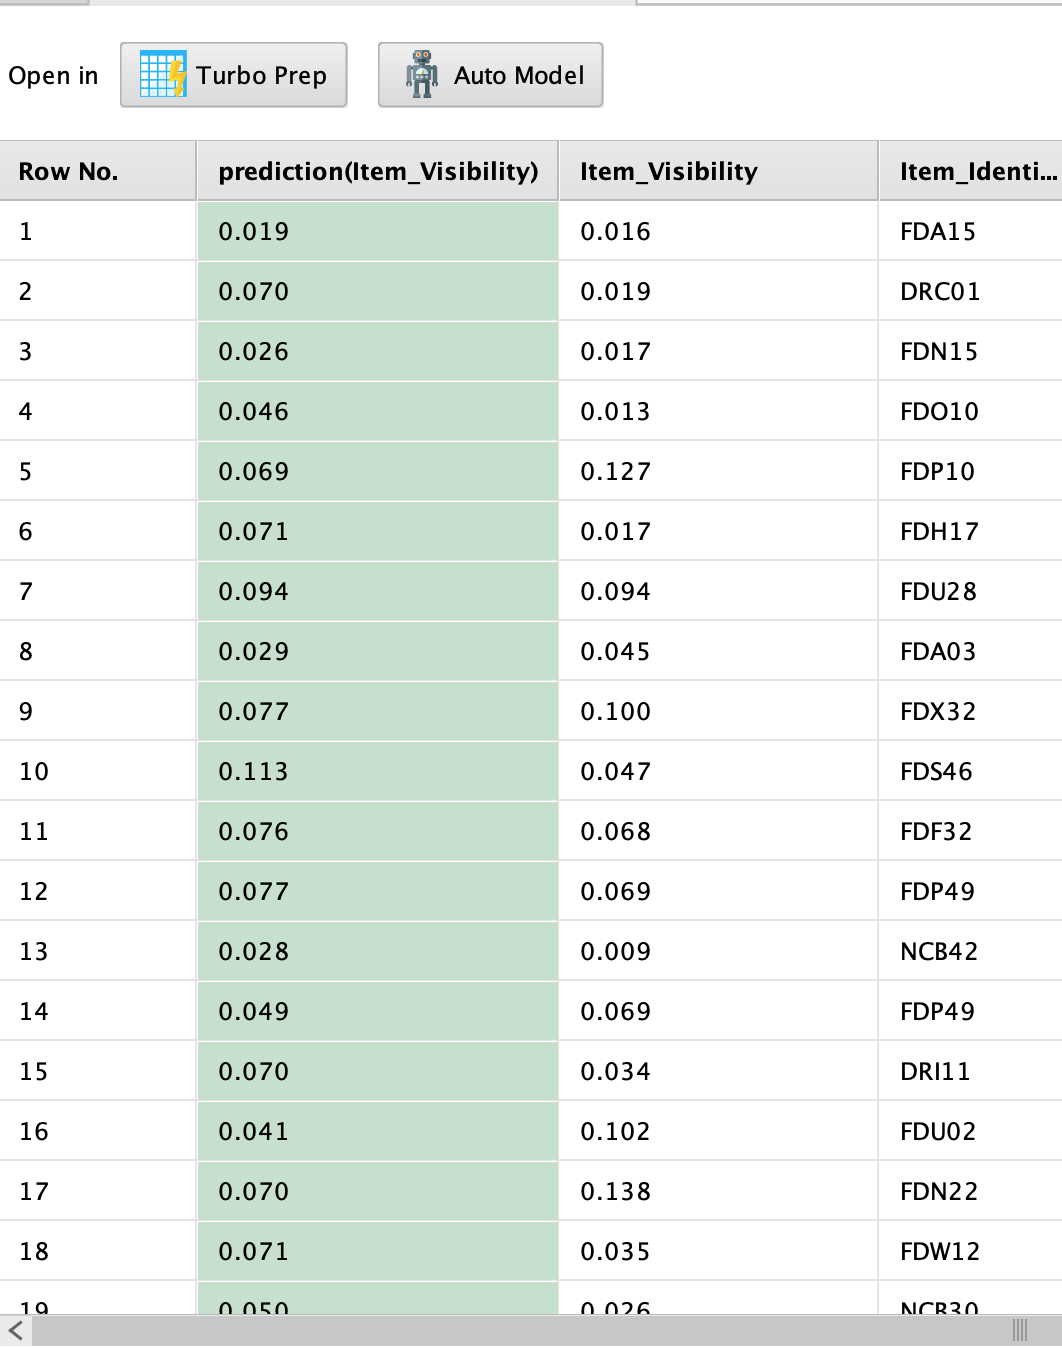 Open in Turbo Prep Auto Model
Row No. prediction(Item_Visibility) Item_Visibility Item_Identi...
1 0.019 0.016 FDA15
2 0.070 0.019 DRC01
3 0.026 0.017 FDN15
4 0.046 0.013 FDO10
5 0.069 0.127 FDP10
6 0.071 0.017 FDH17
7 0.094 0.094 FDU28
8 0.029 0.045 FDA03
9 0.077 0.100 FDX32
10 0.113 0.047 FDS46
11 0.076 0.068 FDF32
12 0.077 0.069 FDP49
13 0.028 0.009 NCB42
14 0.049 0.069 FDP49
15 0.070 0.034 DRI11
16 0.041 0.102 FDU02
17 0.070 0.138 FDN22
18 0.071 0.035 FDW12
19 0.050 0.026 NCB30